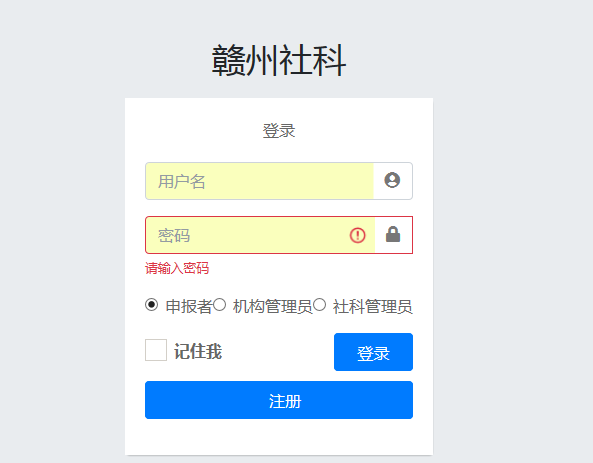 赣州社科
登录
用户名
密码
请输入密码
申报者 机构管理员 社科管理员
记住我 登录
注册